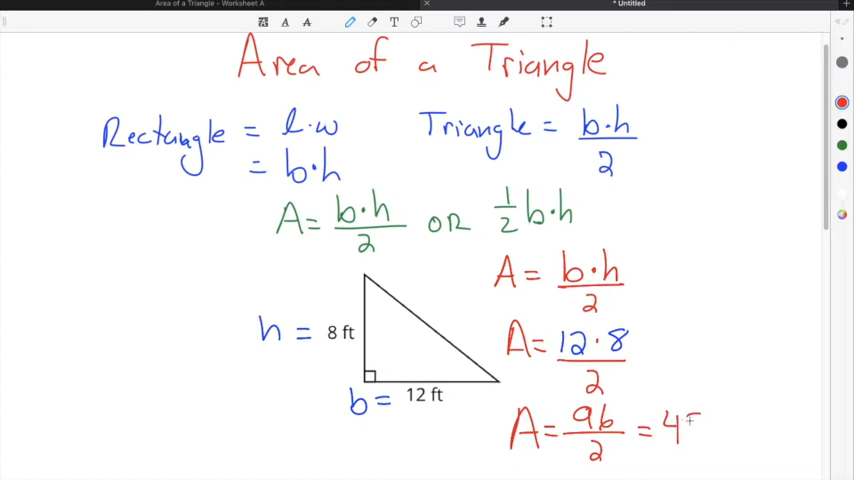 Area of a Triangle - Worksheet A
* Untitled
Area of a Triangle
Rectangle = l·w
= b·h
Triangle = b·h/2
A = b·h/2 OR 1/2 b·h
A = b·h/2
h = 8 ft
A = 12·8/2
b = 12 ft
A = 96/2 = 4